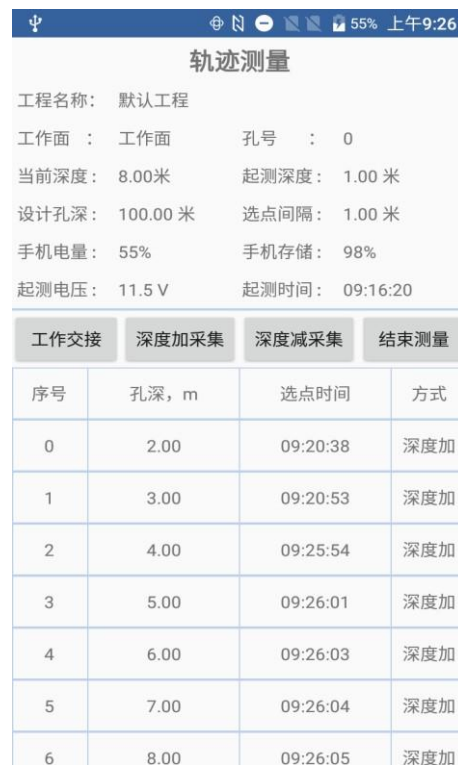 55% 上午9:26
轨迹测量
工程名称： 默认工程
工作面 ： 工作面 孔号 ： 0
当前深度： 8.00米 起测深度： 1.00 米
设计孔深： 100.00 米 选点间隔： 1.00 米
手机电量： 55% 手机存储： 98%
起测电压： 11.5 V 起测时间： 09:16:20
工作交接 深度加采集 深度减采集 结束测量
序号 孔深，m 选点时间 方式
0 2.00 09:20:38 深度加
1 3.00 09:20:53 深度加
2 4.00 09:25:54 深度加
3 5.00 09:26:01 深度加
4 6.00 09:26:03 深度加
5 7.00 09:26:04 深度加
6 8.00 09:26:05 深度加